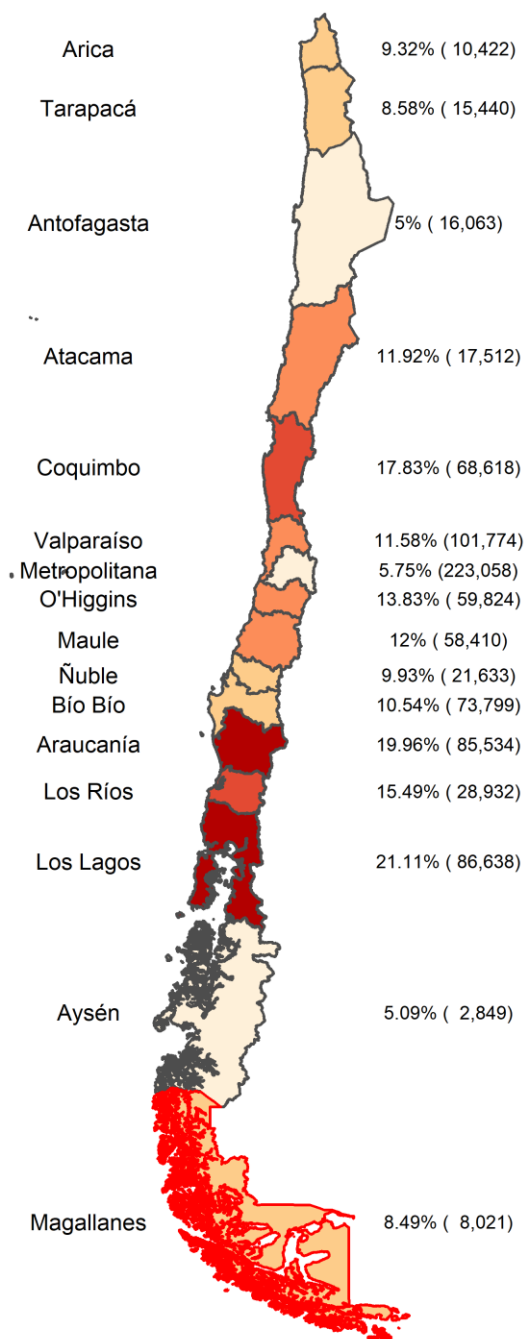 Arica 9.32% ( 10,422)
Tarapacá 8.58% ( 15,440)
Antofagasta 5% ( 16,063)
Atacama 11.92% ( 17,512)
Coquimbo 17.83% ( 68,618)
Valparaíso 11.58% (101,774)
Metropolitana 5.75% (223,058)
O'Higgins 13.83% ( 59,824)
Maule 12% ( 58,410)
Ñuble 9.93% ( 21,633)
Bío Bío 10.54% ( 73,799)
Araucanía 19.96% ( 85,534)
Los Ríos 15.49% ( 28,932)
Los Lagos 21.11% ( 86,638)
Aysén 5.09% ( 2,849)
Magallanes 8.49% ( 8,021)